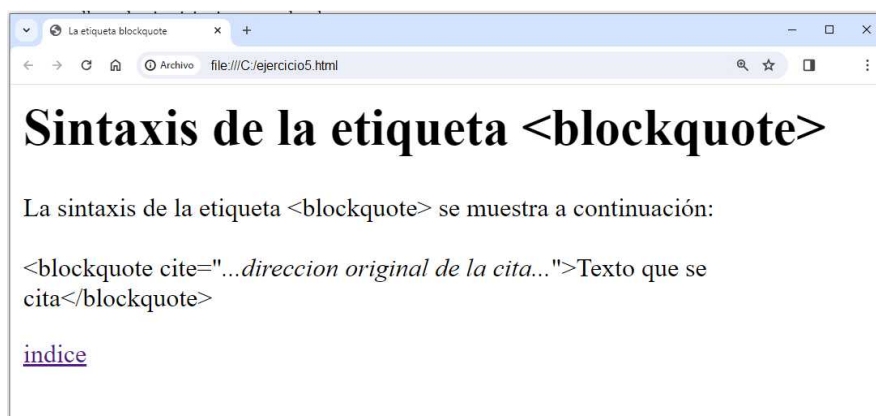 La etiqueta blockquote
Archivo file:///C:/ejercicio5.html
Sintaxis de la etiqueta <blockquote>
La sintaxis de la etiqueta <blockquote> se muestra a continuación:
<blockquote cite="...direccion original de la cita...">Texto que se
cita</blockquote>
indice